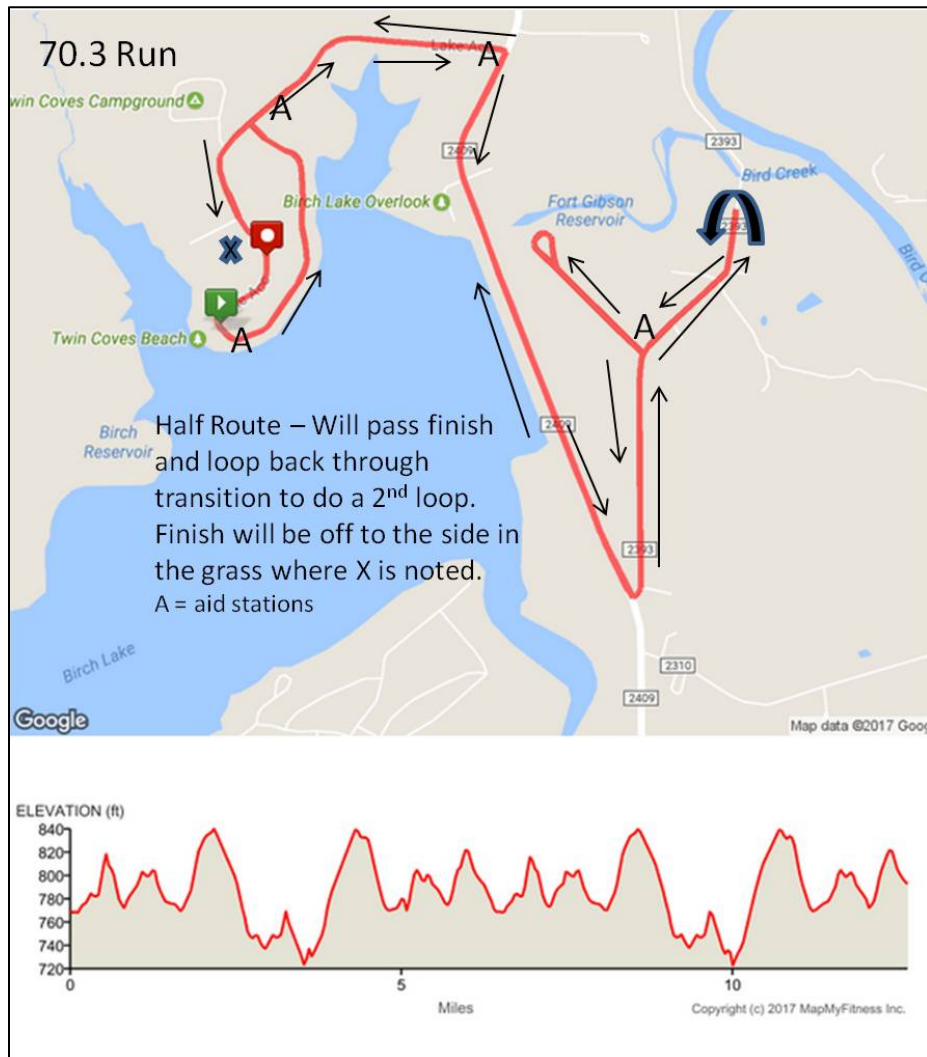 70.3 Run
Lake Acc
A
2393
win Coves Campground
A
2409
Bird Creek
Birch Lake Overlook
Fort Gibson
Reservoir
2393
Bird C
X
Acc
Twin Coves Beach
A
A
Birch
Reservoir
2409
Half Route – Will pass finish
and loop back through
transition to do a 2nd loop.
Finish will be off to the side in
the grass where X is noted.
A = aid stations
2393
Birch Lake
2310
2409
Google
Map data ©2017 Goog
ELEVATION (ft)
840
820
800
780
760
740
720
0
5
10
Miles
Copyright (c) 2017 MapMyFitness Inc.